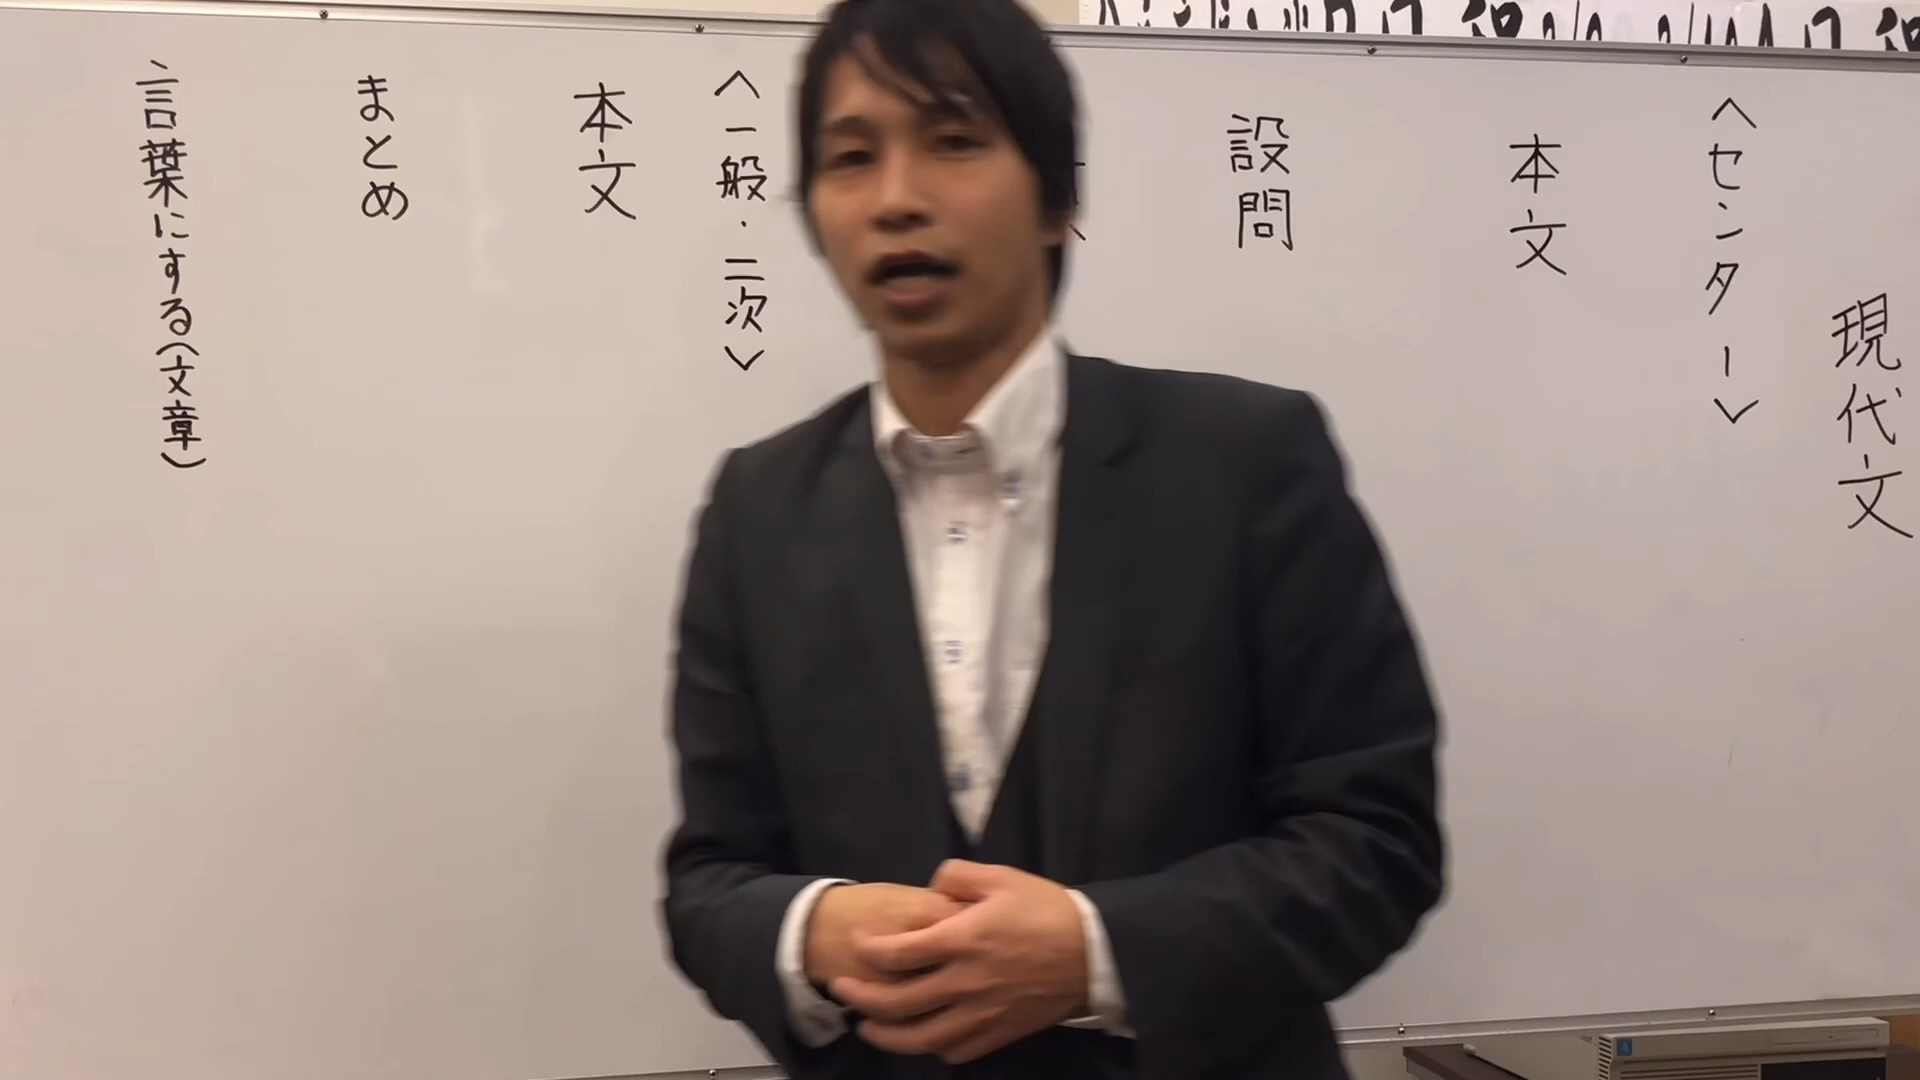 現代文
〈センター〉
本文
設問
〈一般・二次〉
本文
まとめ
言葉にする(文章)